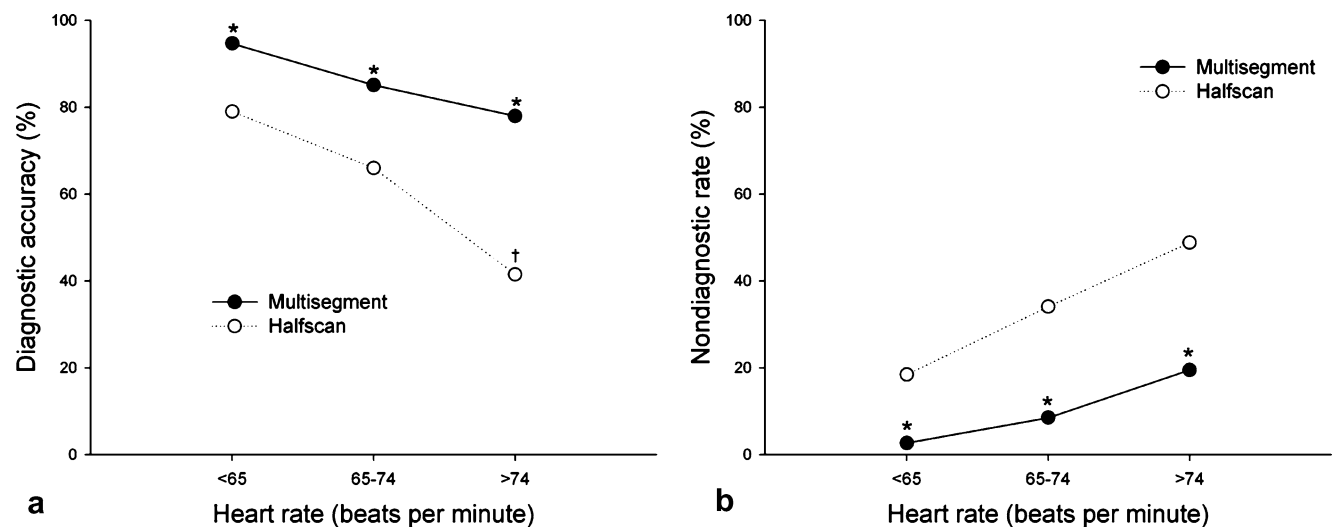 100
80
60
40
20
0
Diagnostic accuracy (%)
*
*
*
†
Multisegment
Halfscan
<65
65-74
>74
Heart rate (beats per minute)
a
100
80
60
40
20
0
Nondiagnostic rate (%)
Multisegment
Halfscan
*
*
*
<65
65-74
>74
Heart rate (beats per minute)
b